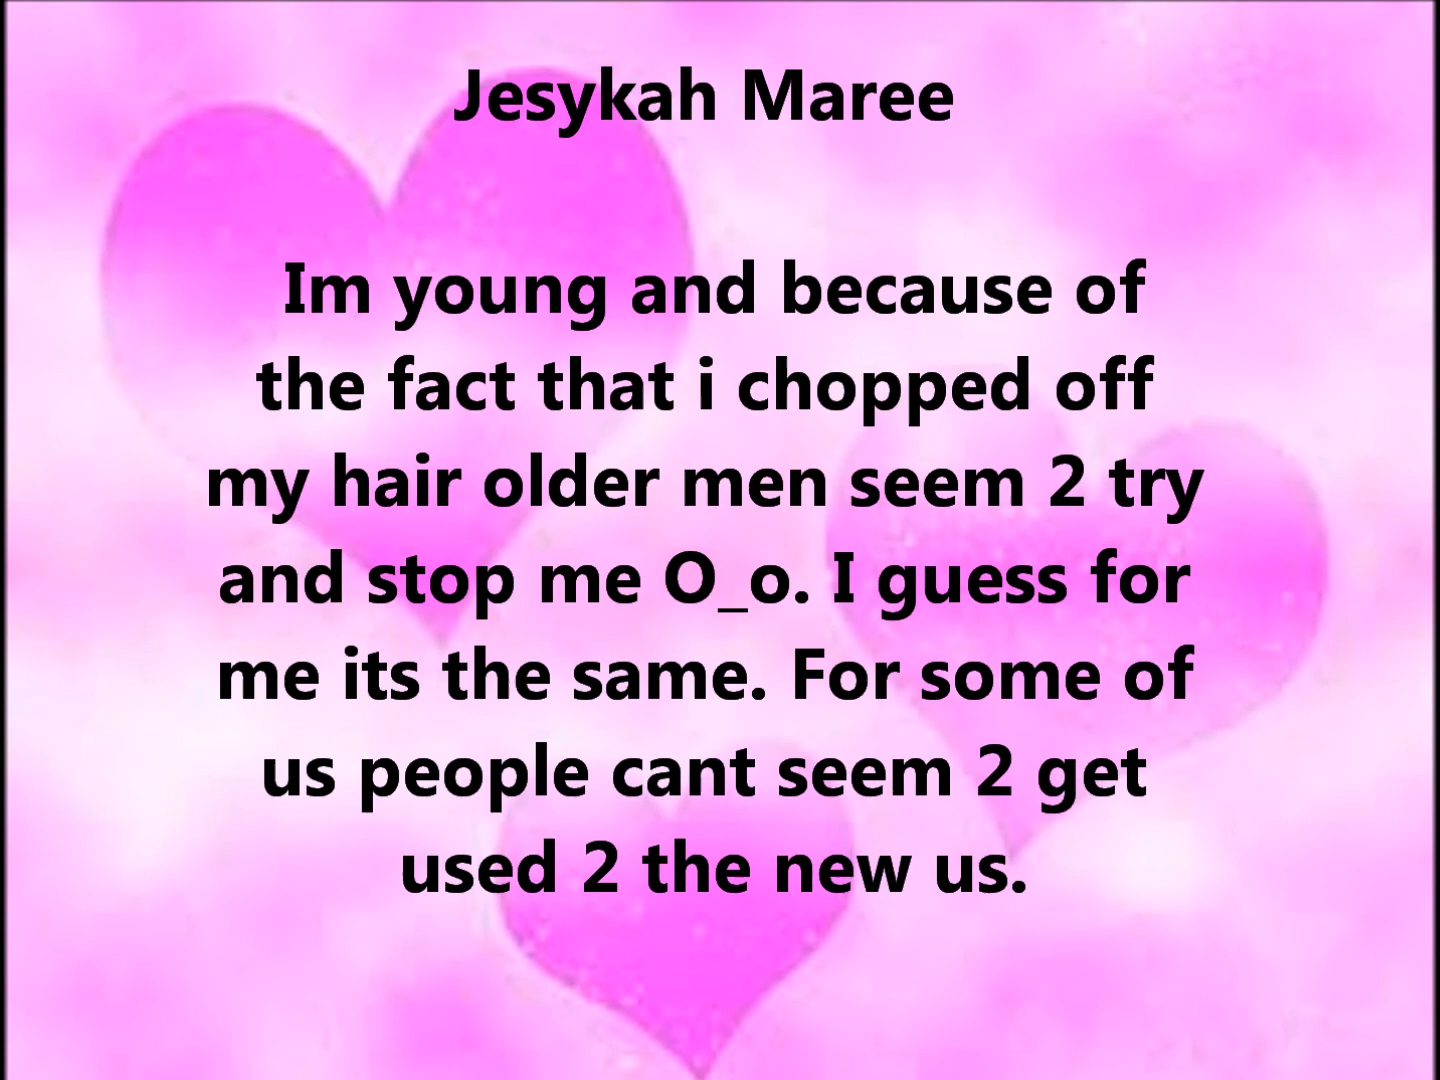 Jesykah Maree
Im young and because of
the fact that i chopped off
my hair older men seem 2 try
and stop me O_o. I guess for
me its the same. For some of
us people cant seem 2 get
used 2 the new us.